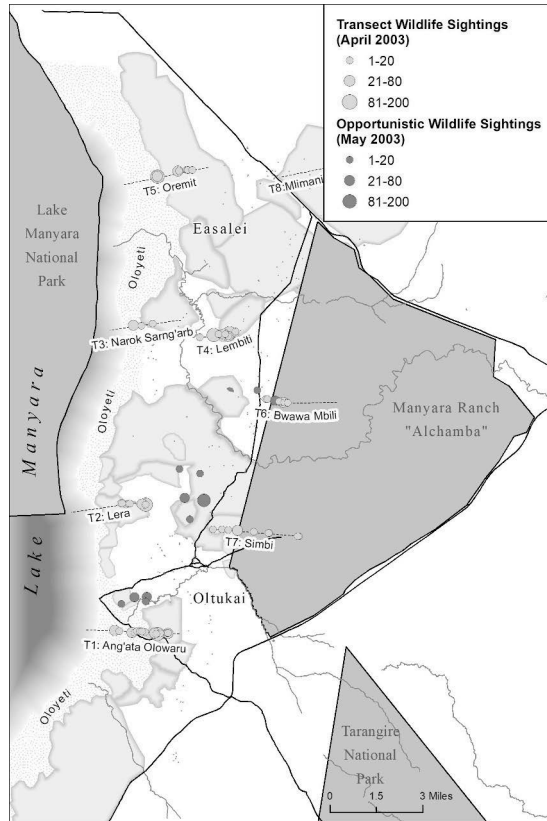 Transect Wildlife Sightings
(April 2003)
1-20
21-80
81-200
Opportunistic Wildlife Sightings
(May 2003)
1-20
21-80
81-200
T5: Oremit
T8:Mlimani
Lake
Manyara
National
Park
Easalei
Oloyeti
T3: Narok Sarng'arb
T4: Lembiti
T6: Bwawa Mbili
Manyara Ranch
"Alchamba"
Oloyeti
Lake Manyara
T2: Lera
T7: Simbi
Oltukai
T1: Ang'ata Olowaru
Oloyeti
Tarangire
National
Park
0 1.5 3 Miles